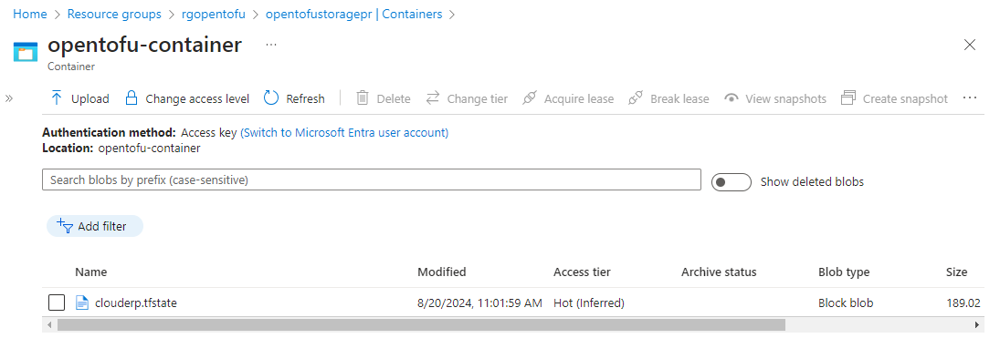 Home > Resource groups > rgopentofu > opentofustoragepr | Containers >
opentofu-container ...
Container
Upload Change access level Refresh Delete Change tier Acquire lease Break lease View snapshots Create snapshot ...
Authentication method: Access key (Switch to Microsoft Entra user account)
Location: opentofu-container
Search blobs by prefix (case-sensitive) Show deleted blobs
Add filter
Name Modified Access tier Archive status Blob type Size
clouderp.tfstate 8/20/2024, 11:01:59 AM Hot (Inferred) Block blob 189.02